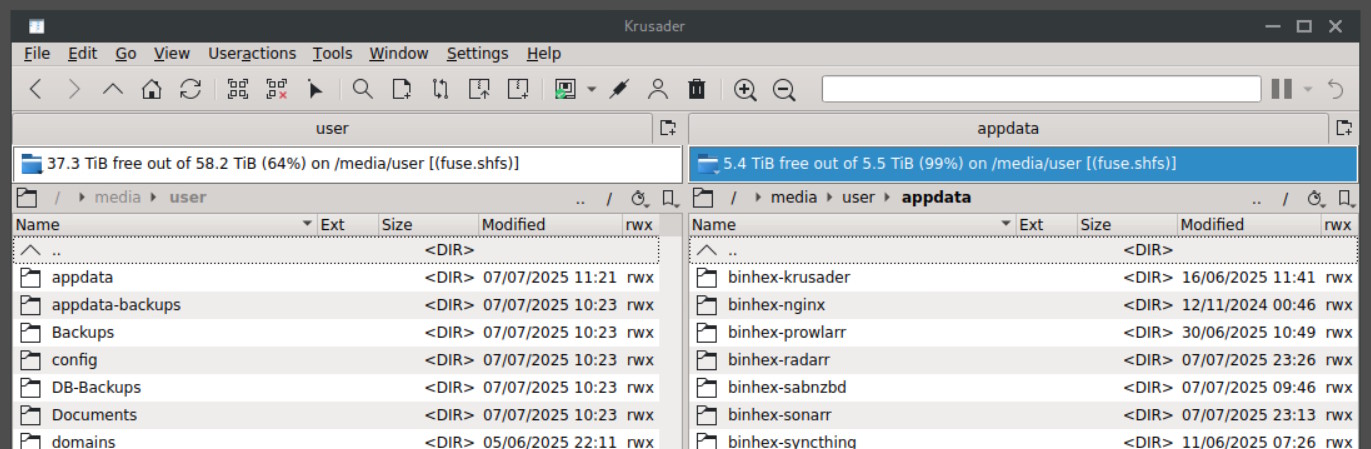 Krusader
File Edit Go View Useractions Tools Window Settings Help
user
37.3 TiB free out of 58.2 TiB (64%) on /media/user [(fuse.shfs)]
/ media user .. /
Name Ext Size Modified rwx
.. <DIR>
appdata <DIR> 07/07/2025 11:21 rwx
appdata-backups <DIR> 07/07/2025 10:23 rwx
Backups <DIR> 07/07/2025 10:23 rwx
config <DIR> 07/07/2025 10:23 rwx
DB-Backups <DIR> 07/07/2025 10:23 rwx
Documents <DIR> 07/07/2025 10:23 rwx
domains <DIR> 05/06/2025 22:11 rwx
appdata
5.4 TiB free out of 5.5 TiB (99%) on /media/user [(fuse.shfs)]
/ media user appdata .. /
Name Ext Size Modified rwx
.. <DIR>
binhex-krusader <DIR> 16/06/2025 11:41 rwx
binhex-nginx <DIR> 12/11/2024 00:46 rwx
binhex-prowlarr <DIR> 30/06/2025 10:49 rwx
binhex-radarr <DIR> 07/07/2025 23:26 rwx
binhex-sabnzbd <DIR> 07/07/2025 09:46 rwx
binhex-sonarr <DIR> 07/07/2025 23:13 rwx
binhex-syncthing <DIR> 11/06/2025 07:26 rwx